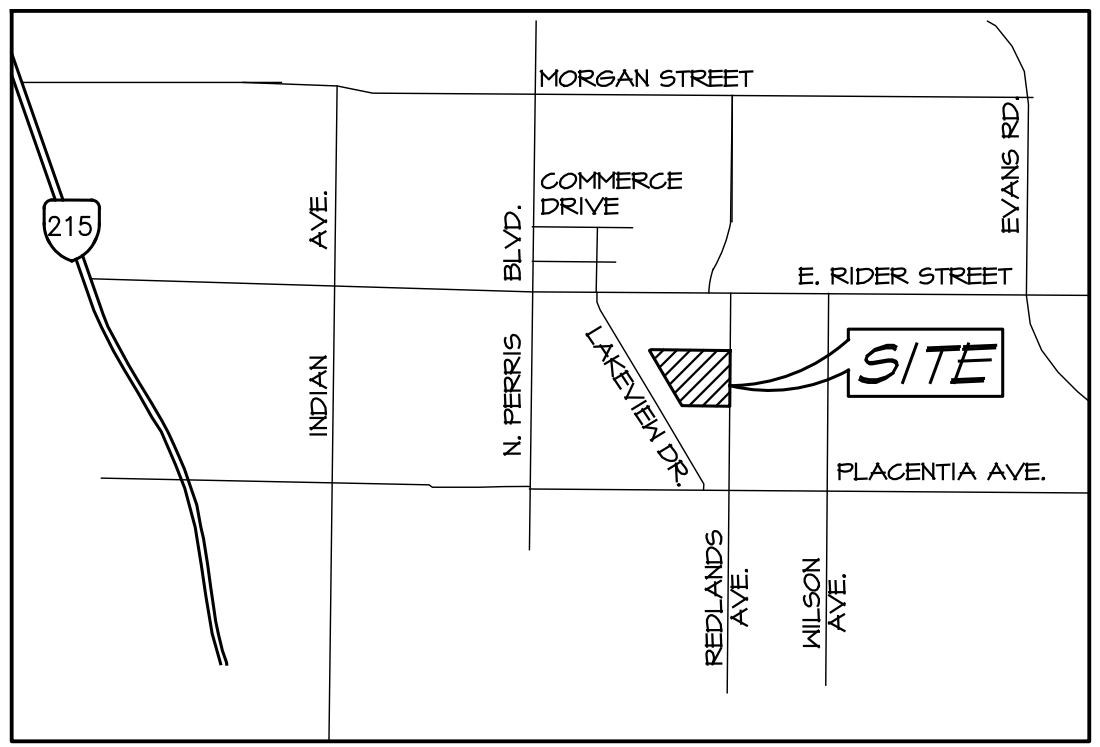 MORGAN STREET
EVANS RD.
COMMERCE
DRIVE
215
INDIAN AVE.
N. PERRIS BLVD.
E. RIDER STREET
LAKEVIEW DR.
SITE
PLACENTIA AVE.
REDLANDS
AVE.
WILSON
AVE.